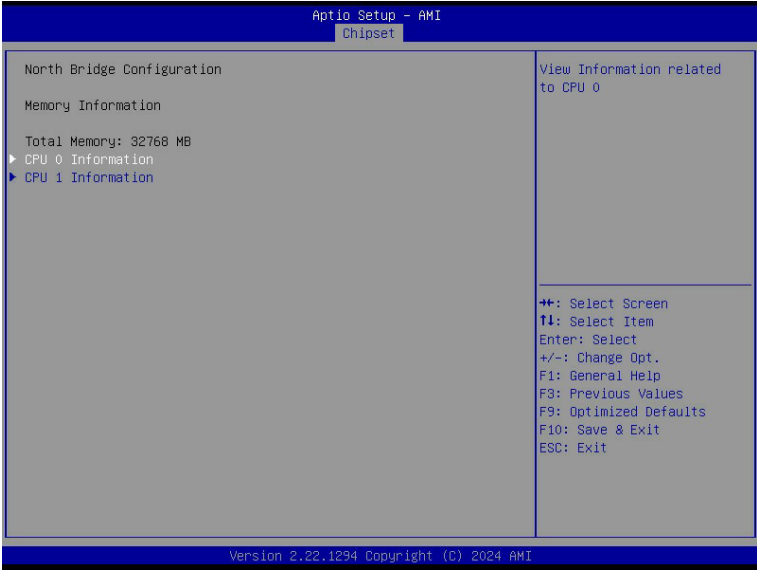 Aptio Setup – AMI
Chipset
North Bridge Configuration
Memory Information
Total Memory: 32768 MB
▶ CPU 0 Information
▶ CPU 1 Information
View Information related
to CPU 0
→←: Select Screen
↑↓: Select Item
Enter: Select
+/-: Change Opt.
F1: General Help
F3: Previous Values
F9: Optimized Defaults
F10: Save & Exit
ESC: Exit
Version 2.22.1294 Copyright (C) 2024 AMI